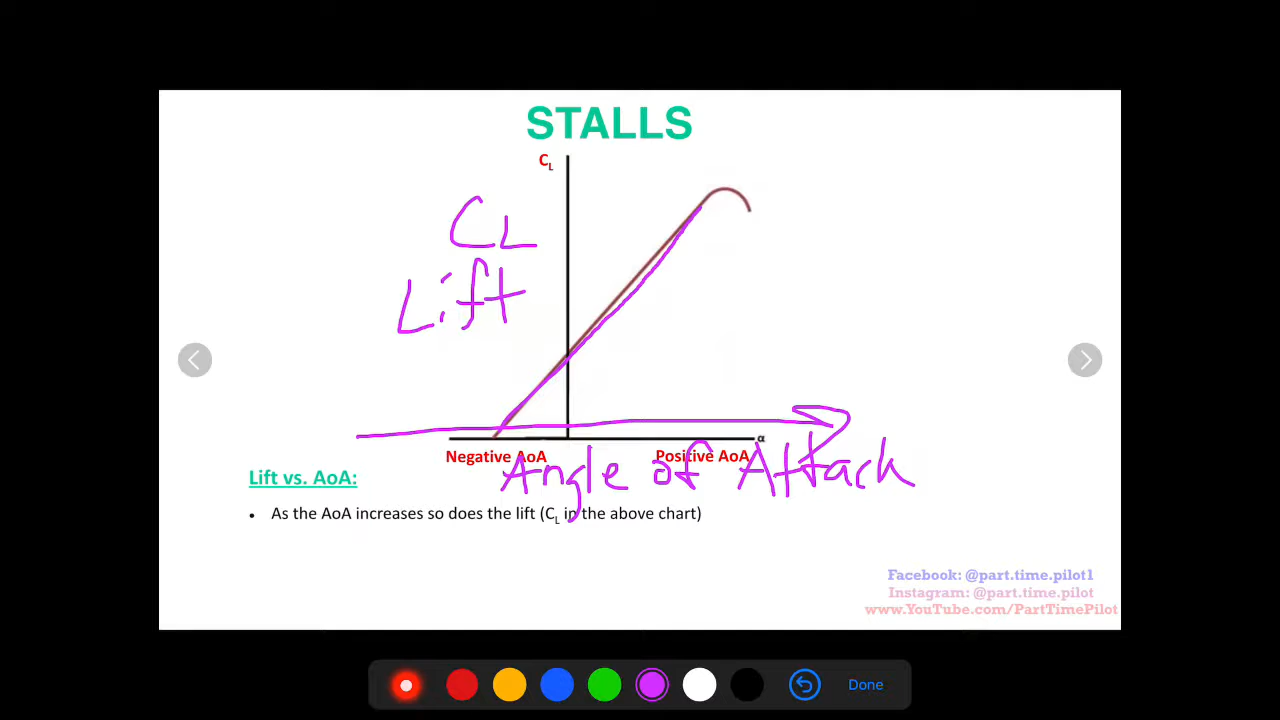 STALLS
CL
CL
Lift
α
Negative AoA
Positive AoA
Angle of Attack
Lift vs. AoA:
• As the AoA increases so does the lift (CL in the above chart)
Facebook: @part.time.pilot1
Instagram: @part.time.pilot
www.YouTube.com/PartTimePilot
Done